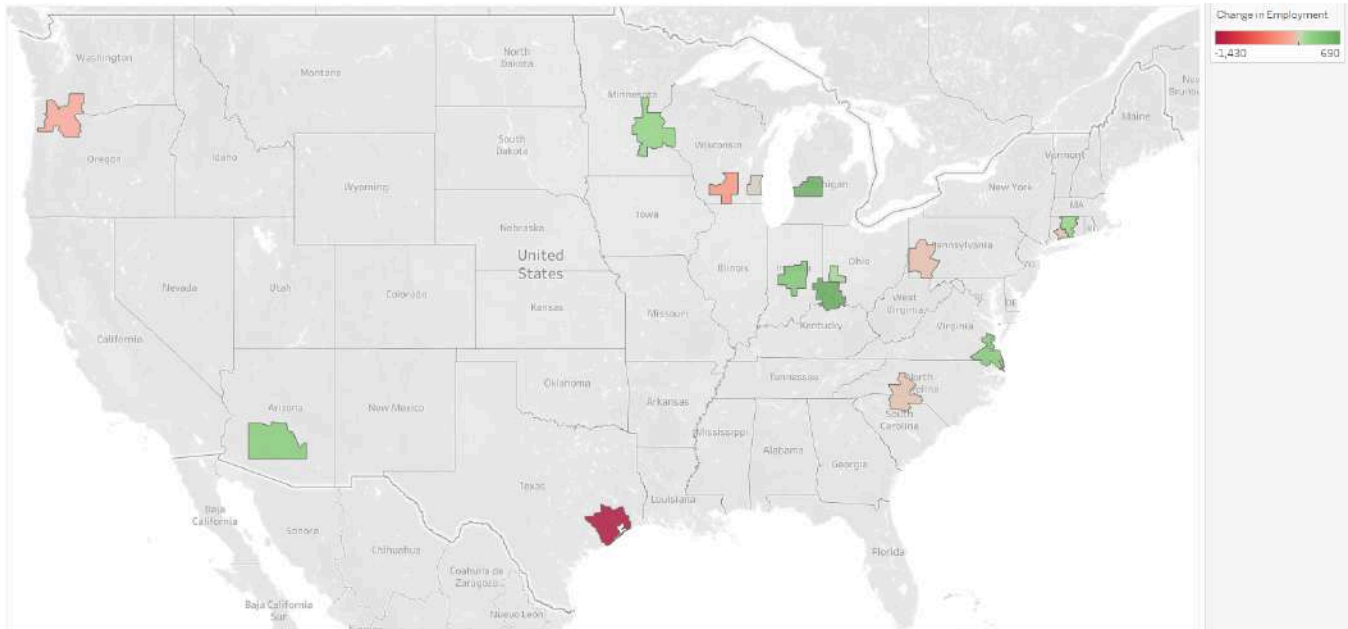 Change in Employment
-1,430 690
Washington
Montana
North
Dakota
Minnesota
Maine
Oregon
Idaho
South
Dakota
Wisconsin
Vermont
Wyoming
higan
New York
MA
Iowa
Nebraska
Pennsylvania
United
States
Illinois
Ohio
Nevada
Utah
Colorado
Kansas
Missouri
West
Virginia
DE
Kentucky
Virginia
California
Tennessee
North
rolina
Oklahoma
Arkansas
Arizona
New Mexico
South
Carolina
Mississippi
Alabama
Georgia
Texas
Louisiana
Baja
California
Sonora
Chihuahua
Florida
Coahuila de
Zaragoz...
Baja California
Sur
Nuevo León